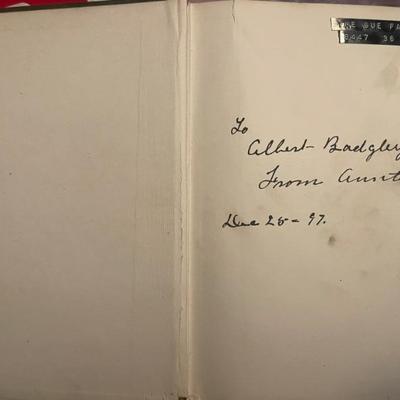 To
Albert Badgley
From Aunt
Dec 25 - 97.